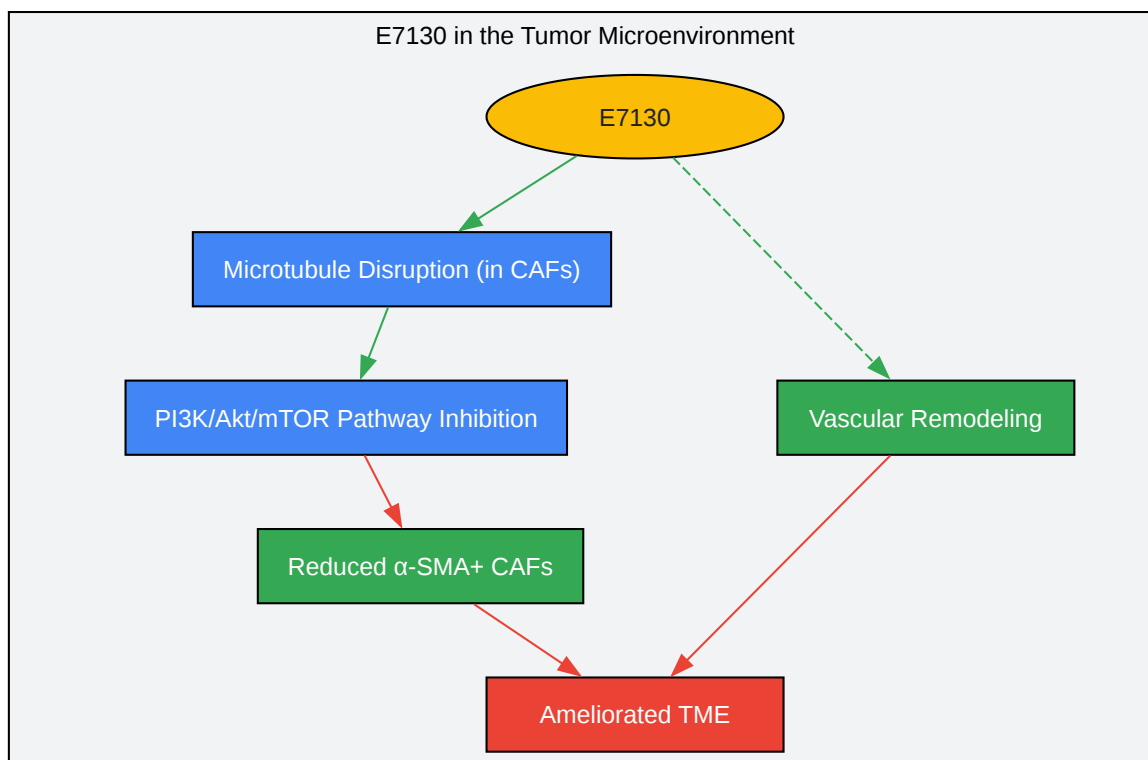 E7130 in the Tumor Microenvironment
E7130
Microtubule Disruption (in CAFs)
PI3K/Akt/mTOR Pathway Inhibition
Vascular Remodeling
Reduced α-SMA+ CAFs
Ameliorated TME